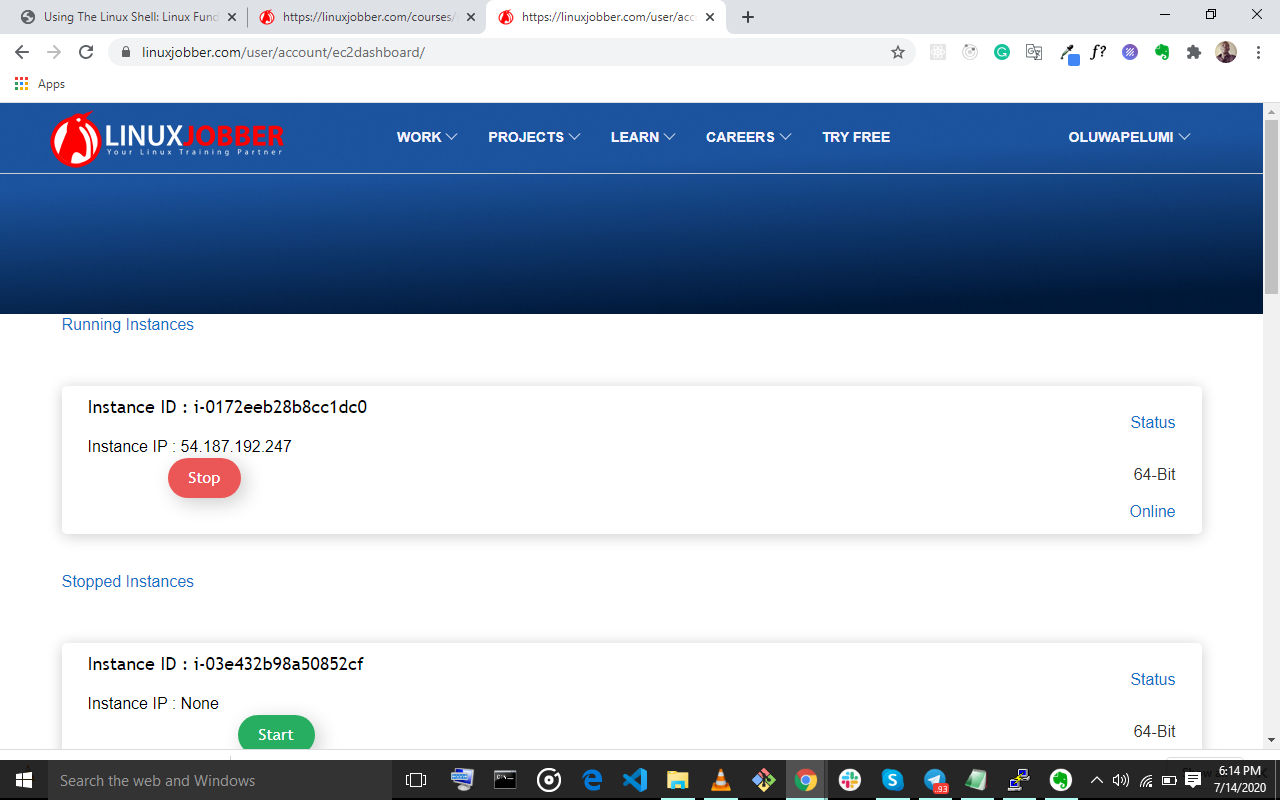 Using The Linux Shell: Linux Fund
https://linuxjobber.com/courses/
https://linuxjobber.com/user/acc
linuxjobber.com/user/account/ec2dashboard/
f?
Apps
LINUXJOBBER
Your Linux Training Partner
WORK
PROJECTS
LEARN
CAREERS
TRY FREE
OLUWAPELUMI
Running Instances
Instance ID : i-0172eeb28b8cc1dc0
Status
Instance IP : 54.187.192.247
Stop
64-Bit
Online
Stopped Instances
Instance ID : i-03e432b98a50852cf
Status
Instance IP : None
Start
64-Bit
Search the web and Windows
93
6:14 PM
7/14/2020